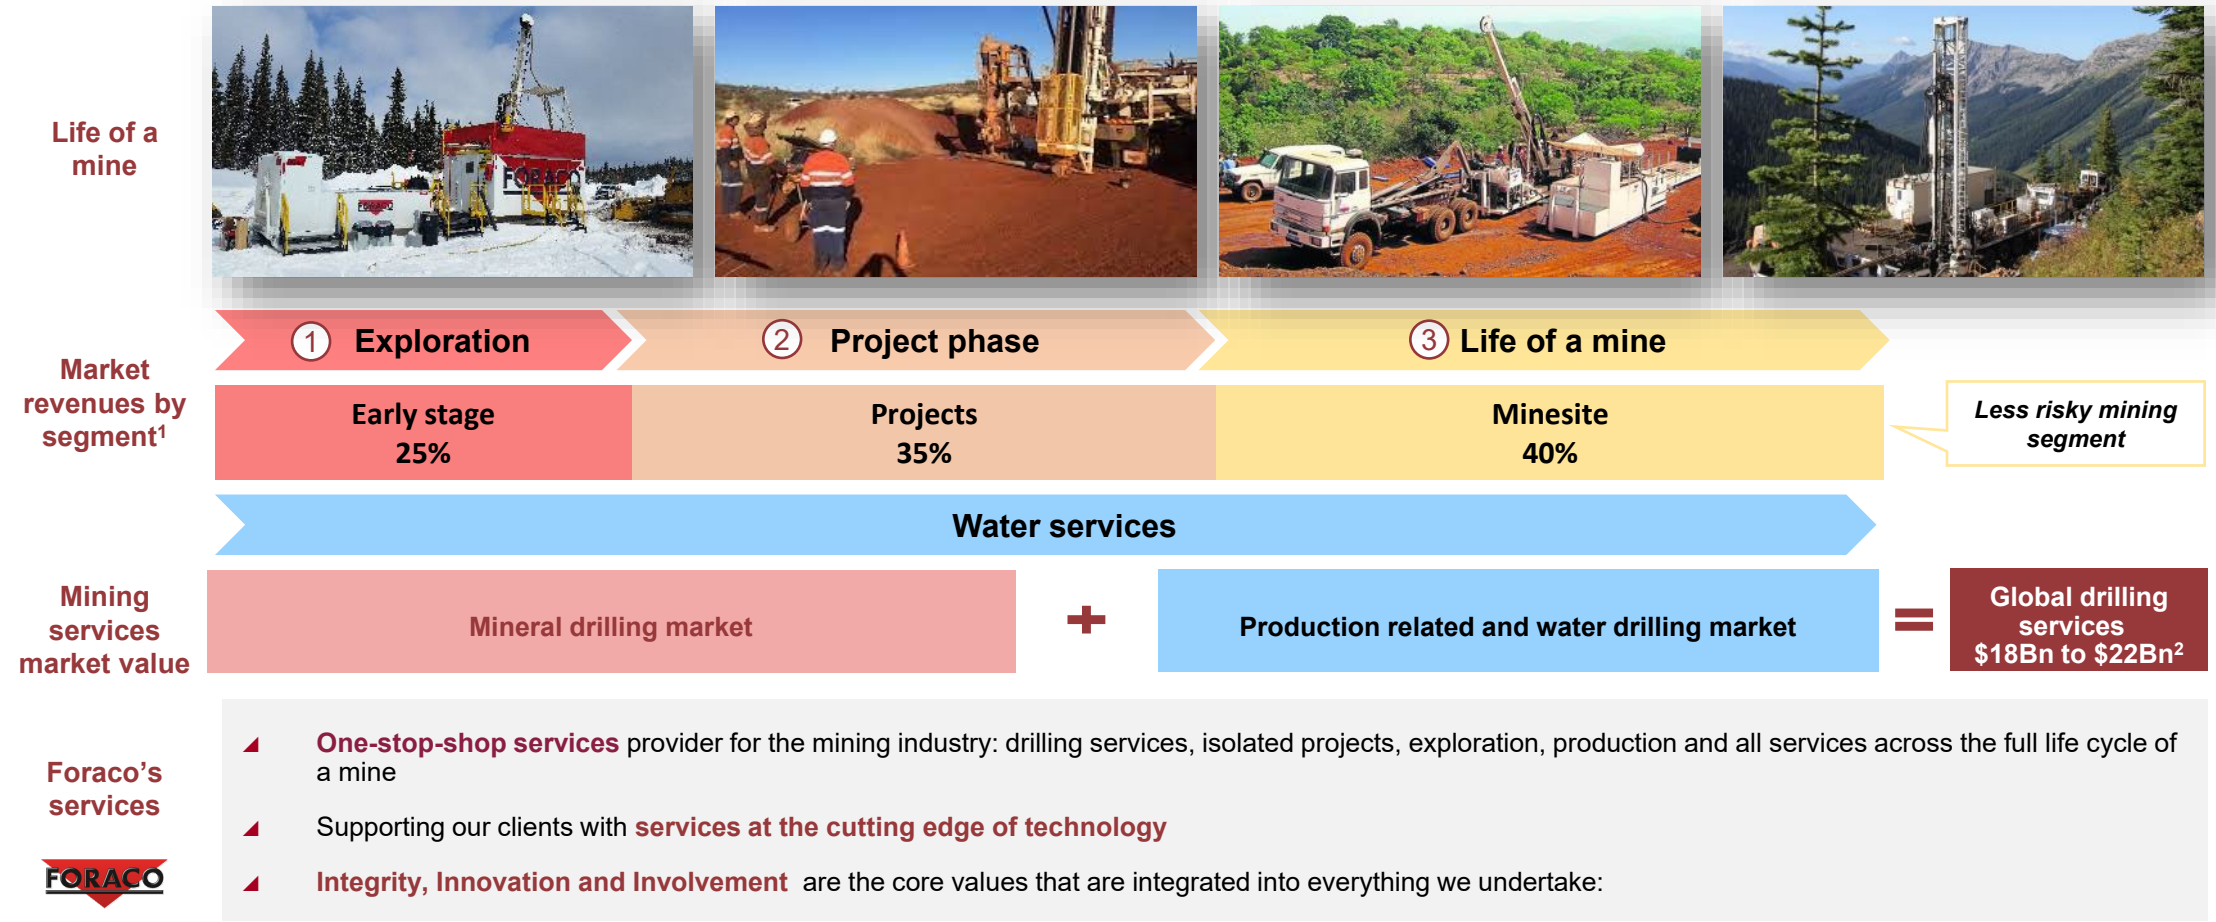 Life of a
mine
FORACO
FORACO
1 Exploration
2 Project phase
3 Life of a mine
Market
revenues by
segment1
Early stage
25%
Projects
35%
Minesite
40%
Less risky mining
segment
Water services
Mining
services
market value
Mineral drilling market
+
Production related and water drilling market
=
Global drilling
services
$18Bn to $22Bn2
Foraco's
services
FORACO
One-stop-shop services provider for the mining industry: drilling services, isolated projects, exploration, production and all services across the full life cycle of
a mine
Supporting our clients with services at the cutting edge of technology
Integrity, Innovation and Involvement are the core values that are integrated into everything we undertake: